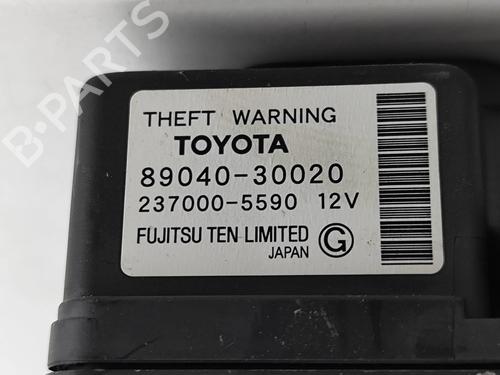 B-PARTS
THEFT WARNING
TOYOTA
89040-30020
237000-5590 12V
FUJITSU TEN LIMITED G
JAPAN